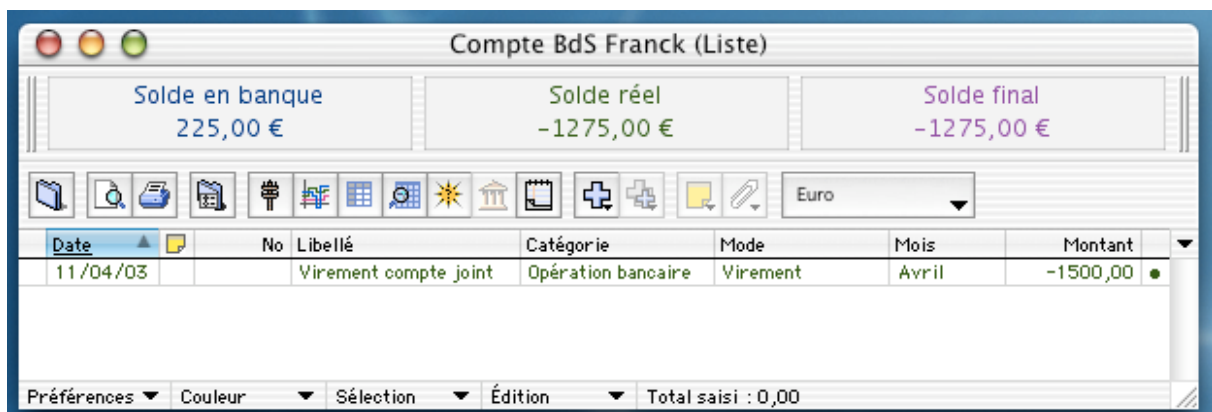 Compte BdS Franck (Liste)
Solde en banque Solde réel Solde final
225,00 € -1275,00 € -1275,00 €
Euro
Date No Libellé Catégorie Mode Mois Montant
11/04/03 Virement compte joint Opération bancaire Virement Avril -1500,00
Préférences Couleur Sélection Édition Total saisi : 0,00